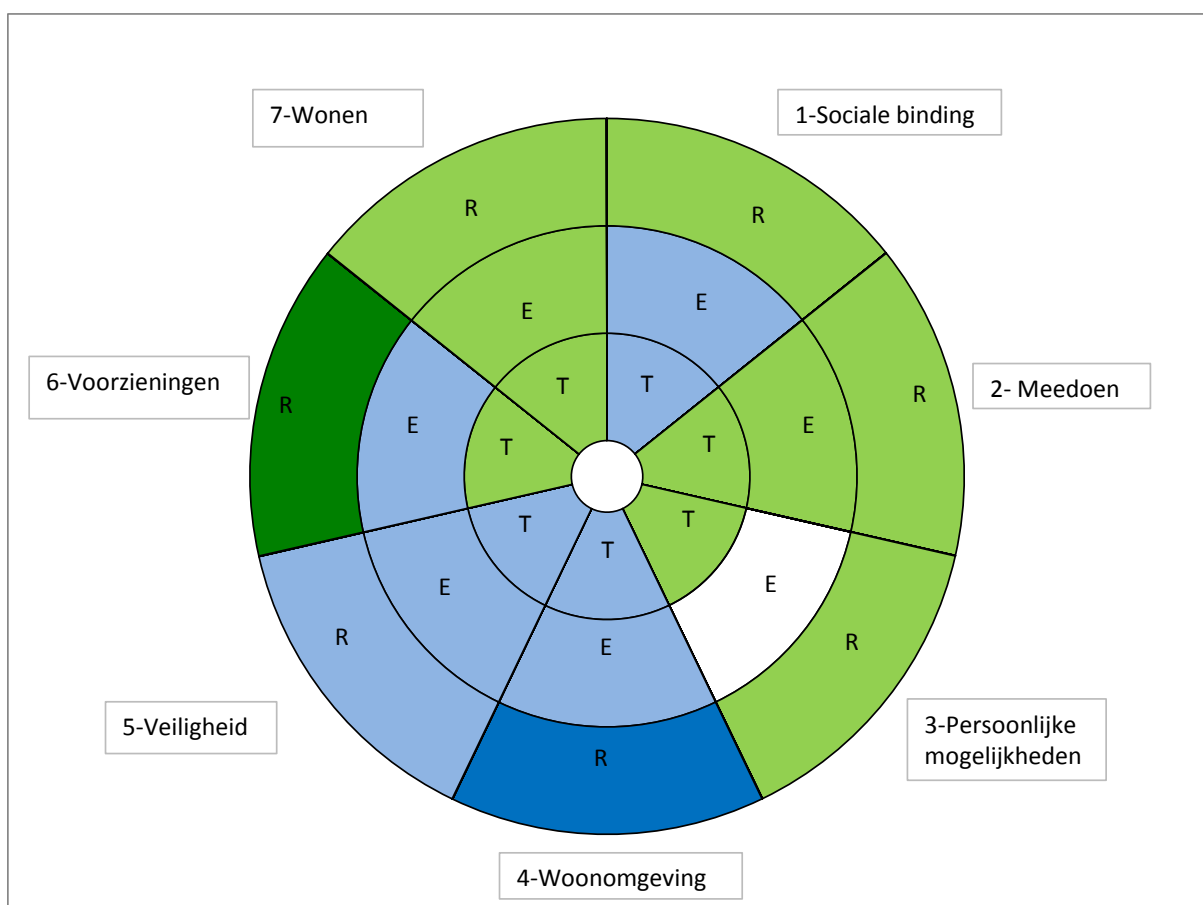 7-Wonen
1-Sociale binding
R
R
E
E
6-Voorzieningen
2- Meedoen
T
T
R
E
T
T
E
R
T
T
T
E
E
E
R
R
5-Veiligheid
3-Persoonlijke
mogelijkheden
R
4-Woonomgeving